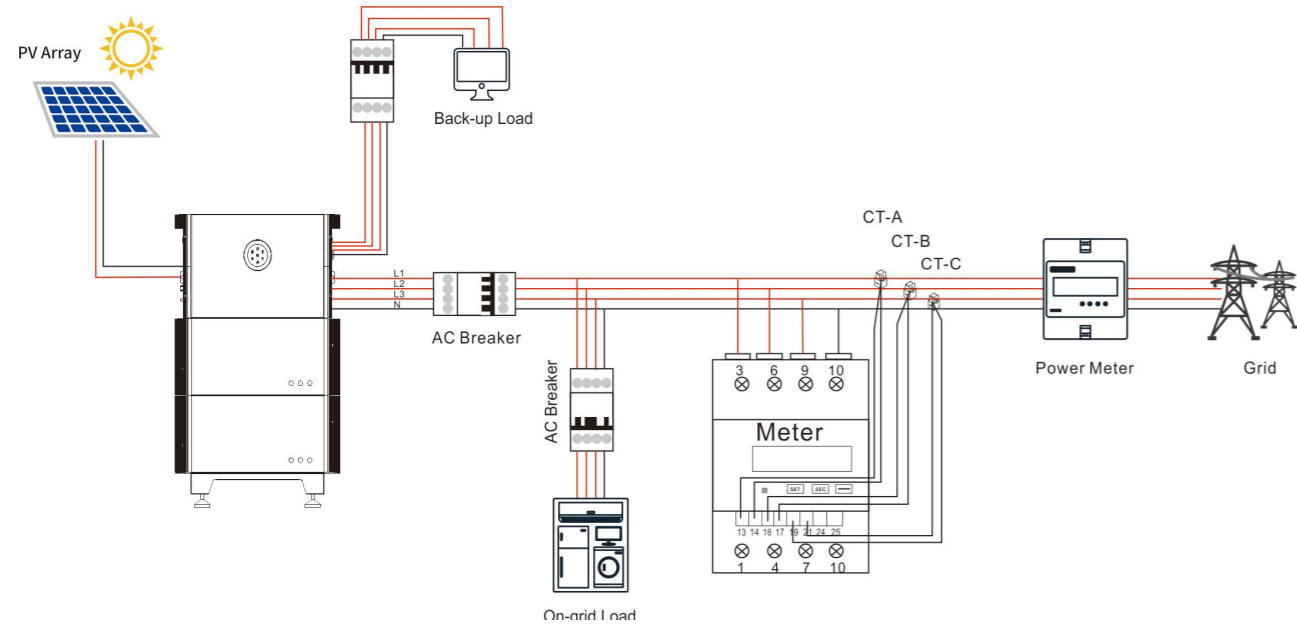 PV Array
Back-up Load
CT-A
CT-B
CT-C
L1
L2
L3
N
AC Breaker
Power Meter
Grid
AC Breaker
3 6 9 10
Meter
SET SEC
13 14 16 17 19 21 24 25
1 4 7 10
On-grid Load